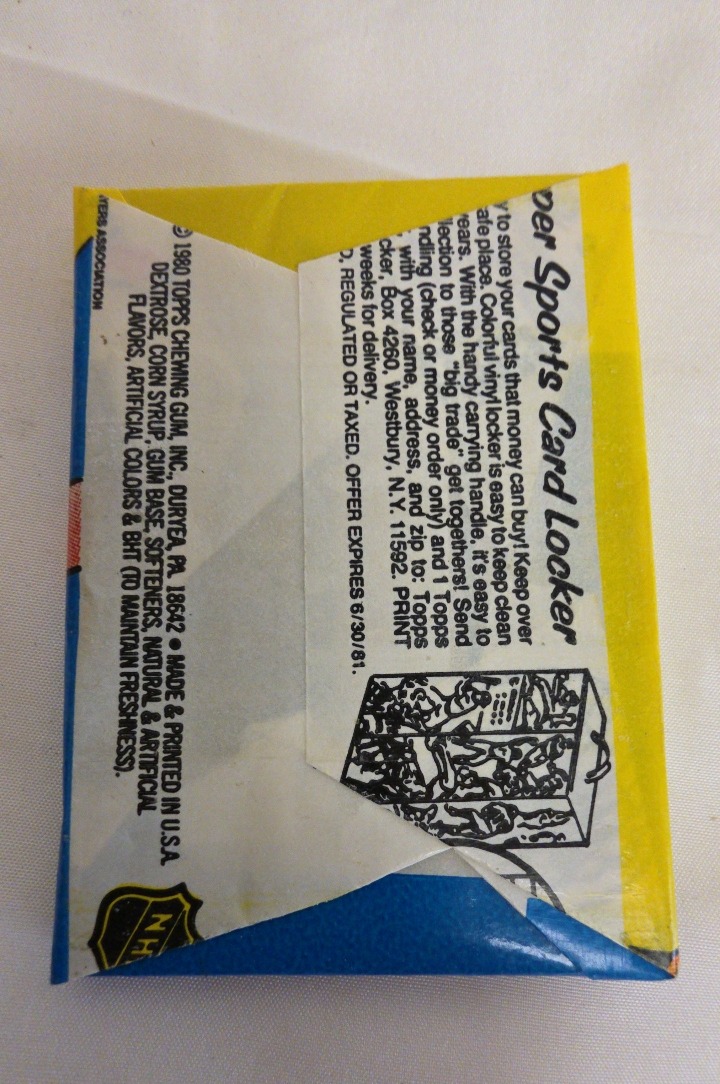 per Sports Card Locker
y to store your cards that money can buy! Keep over
afe place. Colorful vinyl locker is easy to keep clean
years. With the handy carrying handle, it's easy to
lection to those "big trade" get togethers! Send
ndling (check or money order only) and 1 Topps
with your name, address, and zip to: Topps
cker, Box 4260, Westbury, N.Y. 11592. PRINT
weeks for delivery.
D, REGULATED OR TAXED. OFFER EXPIRES 6/30/81.
© 1980 TOPPS CHEWING GUM, INC., DURYEA, PA. 18642 • MADE & PRINTED IN U.S.A.
DEXTROSE, CORN SYRUP, GUM BASE, SOFTENERS, NATURAL & ARTIFICIAL
FLAVORS, ARTIFICIAL COLORS & BHT (TO MAINTAIN FRESHNESS).
YERS ASSOCIATION
NH